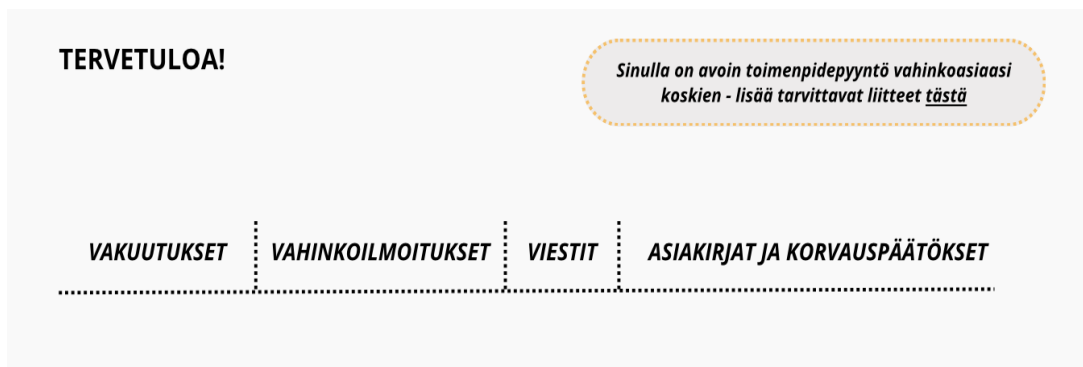 TERVETULOA!
Sinulla on avoin toimenpidepyyntö vahinkoasiaasi
koskien - lisää tarvittavat liitteet tästä
VAKUUTUKSET VAHINKOILMOITUKSET VIESTIT ASIAKIRJAT JA KORVAUSPÄÄTÖKSET